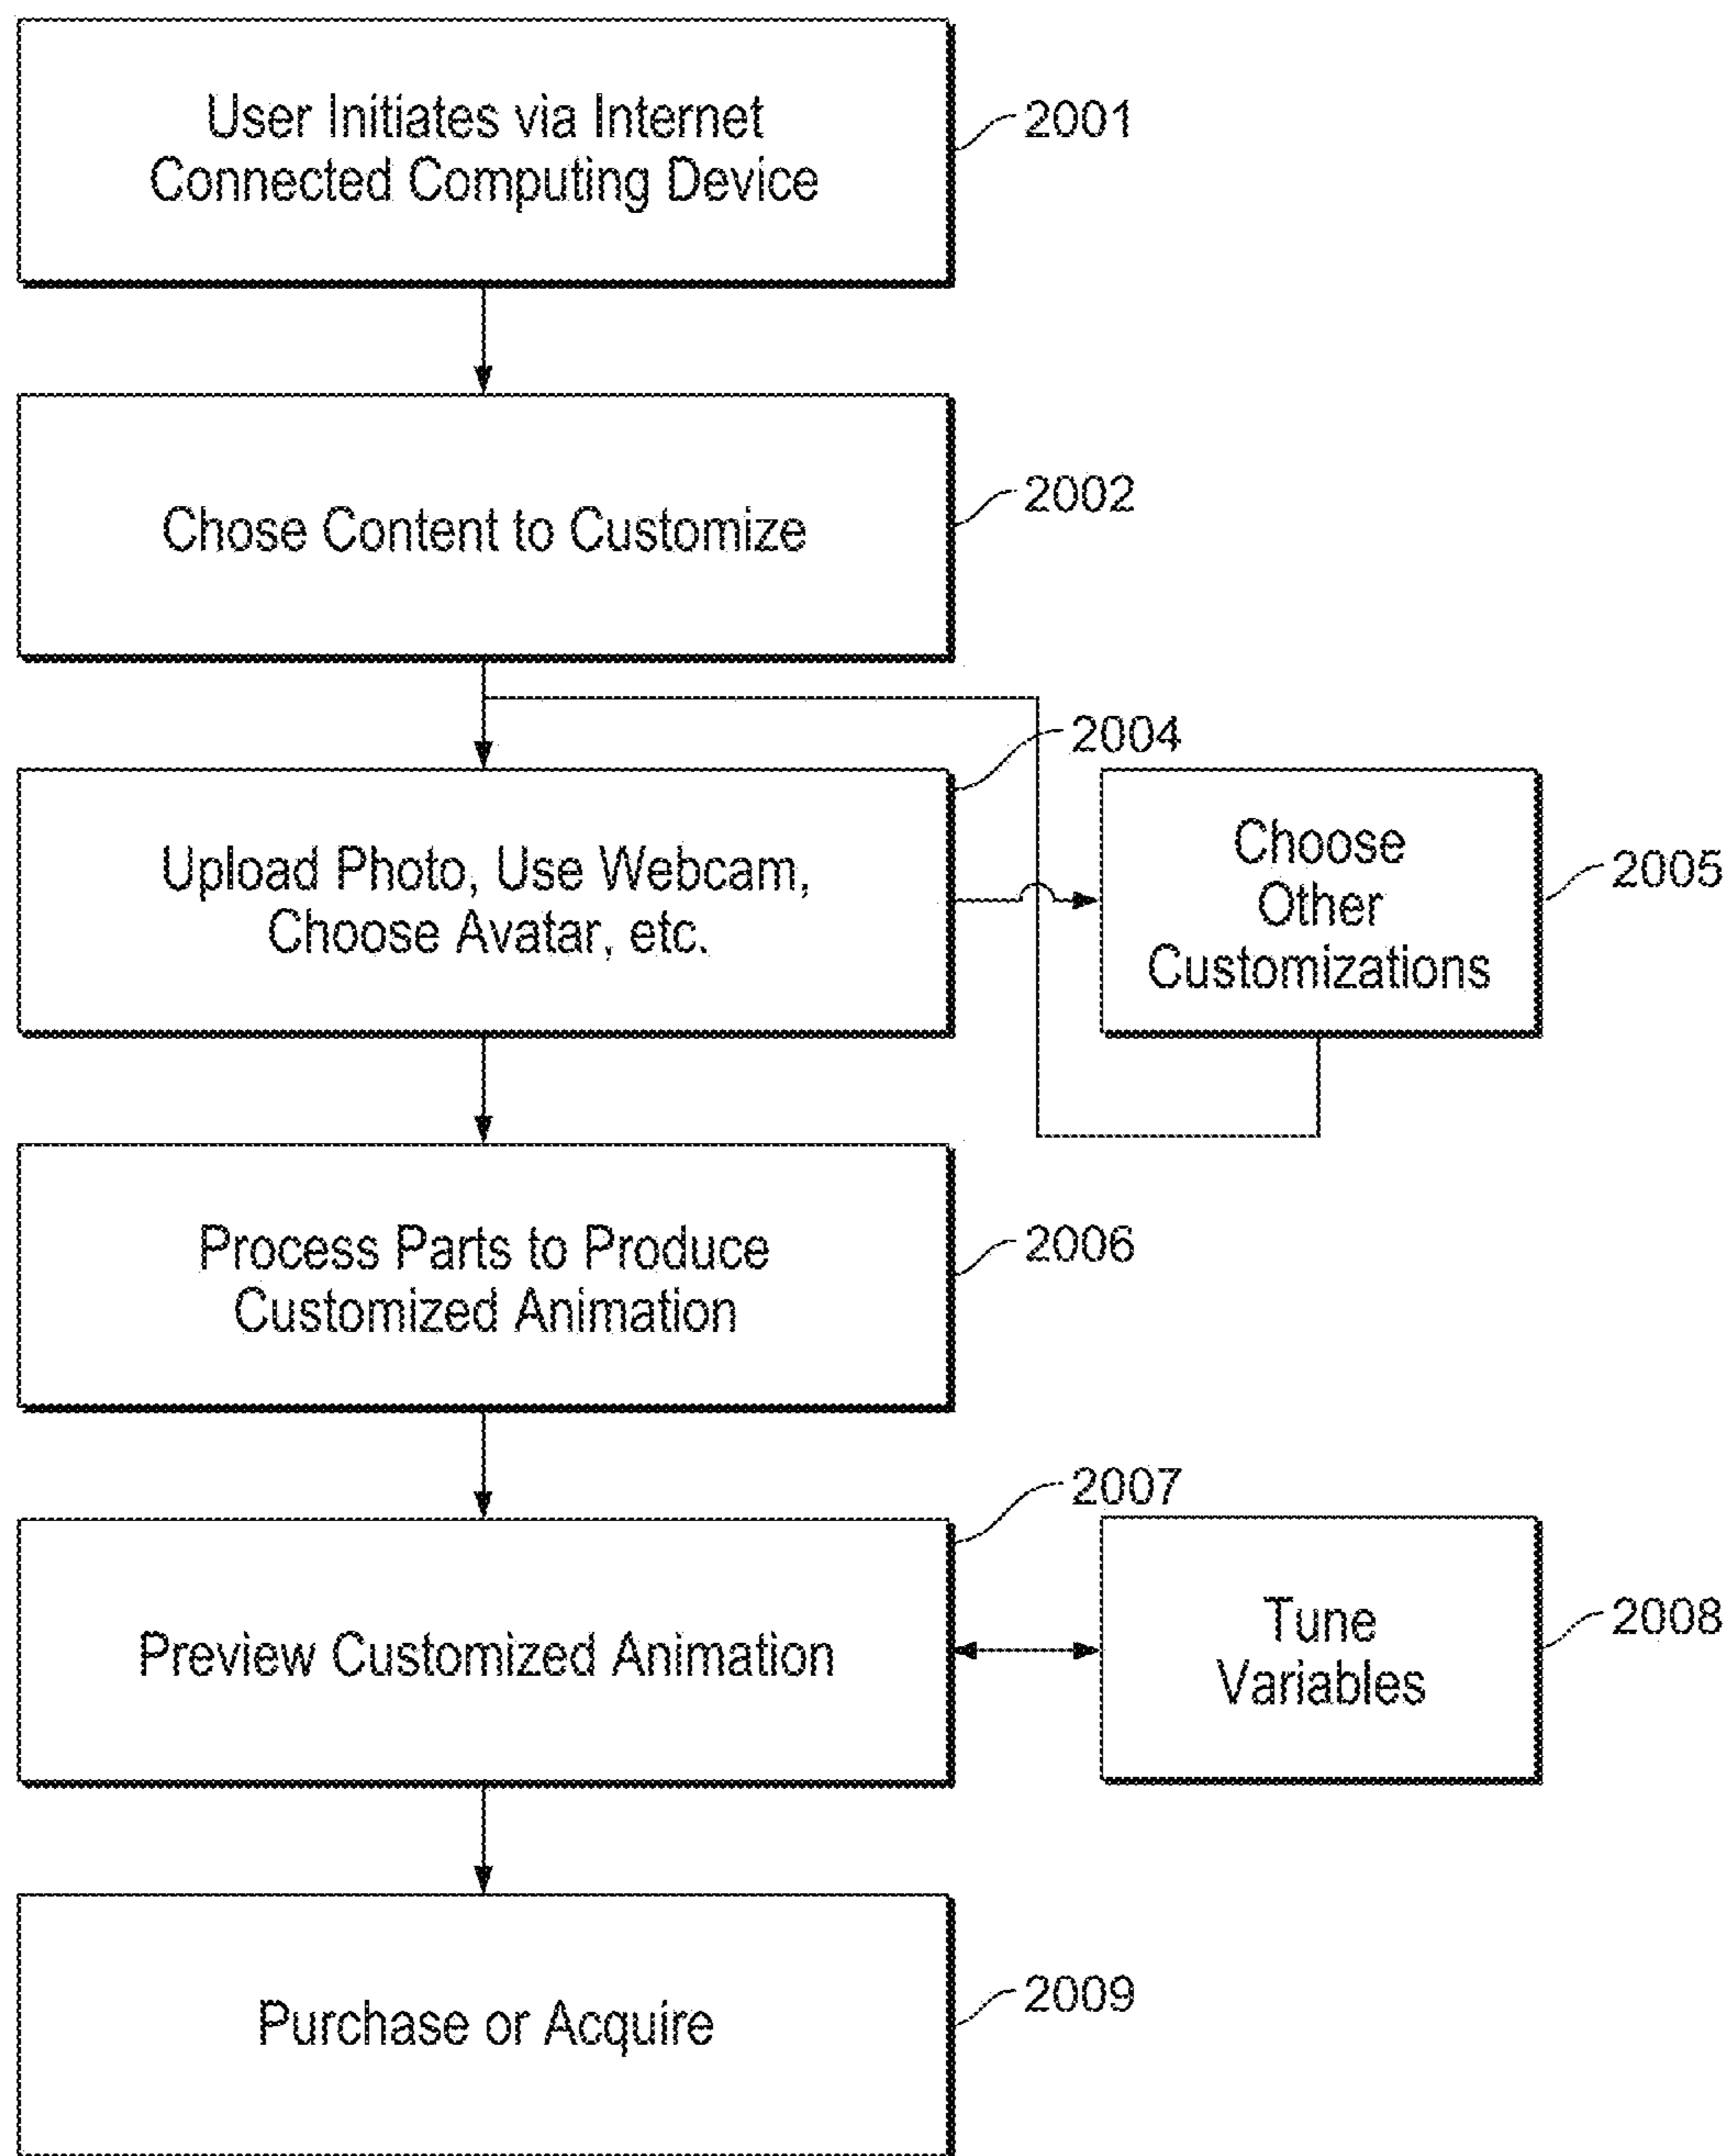 User Initiates via Internet
Connected Computing Device
2001
Chose Content to Customize
2002
2004
Upload Photo, Use Webcam,
Choose Avatar, etc.
Choose
Other
Customizations
2005
Process Parts to Produce
Customized Animation
2006
2007
Preview Customized Animation
Tune
Variables
2008
Purchase or Acquire
2009